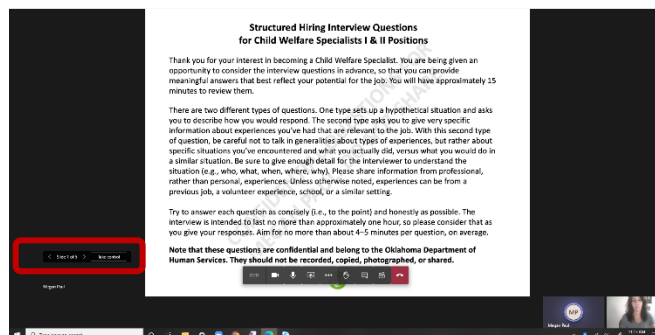 Structured Hiring Interview Questions
for Child Welfare Specialists I & II Positions
Thank you for your interest in becoming a Child Welfare Specialist. You are being given an
opportunity to consider the interview questions in advance, so that you can provide
meaningful answers that best reflect your potential for the job. You will have approximately 15
minutes to review them.
There are two different types of questions. One type sets up a hypothetical situation and asks
you to describe how you would respond. The second type asks you to give very specific
information about experiences you've had that are relevant to the job. With this second type
of question, be careful not to talk in generalities about types of experiences, but rather about
specific situations you've encountered and what you actually did, versus what you would do in
a similar situation. Be sure to give enough detail for the interviewer to understand the
situation (e.g., who, what, when, where, why). Please share information from professional,
rather than personal, experiences. Unless otherwise noted, experiences can be from a
previous job, a volunteer experience, school, or a similar setting.
Try to answer each question as concisely (i.e., to the point) and honestly as possible. The
interview is intended to last no more than approximately one hour, so please consider that as
you give your responses. Aim for no more than about 4–5 minutes per question, on average.
Note that these questions are confidential and belong to the Oklahoma Department of
Human Services. They should not be recorded, copied, photographed, or shared.
Slide 1 of 5 Take control
Megan Paul
MP
Megan Paul